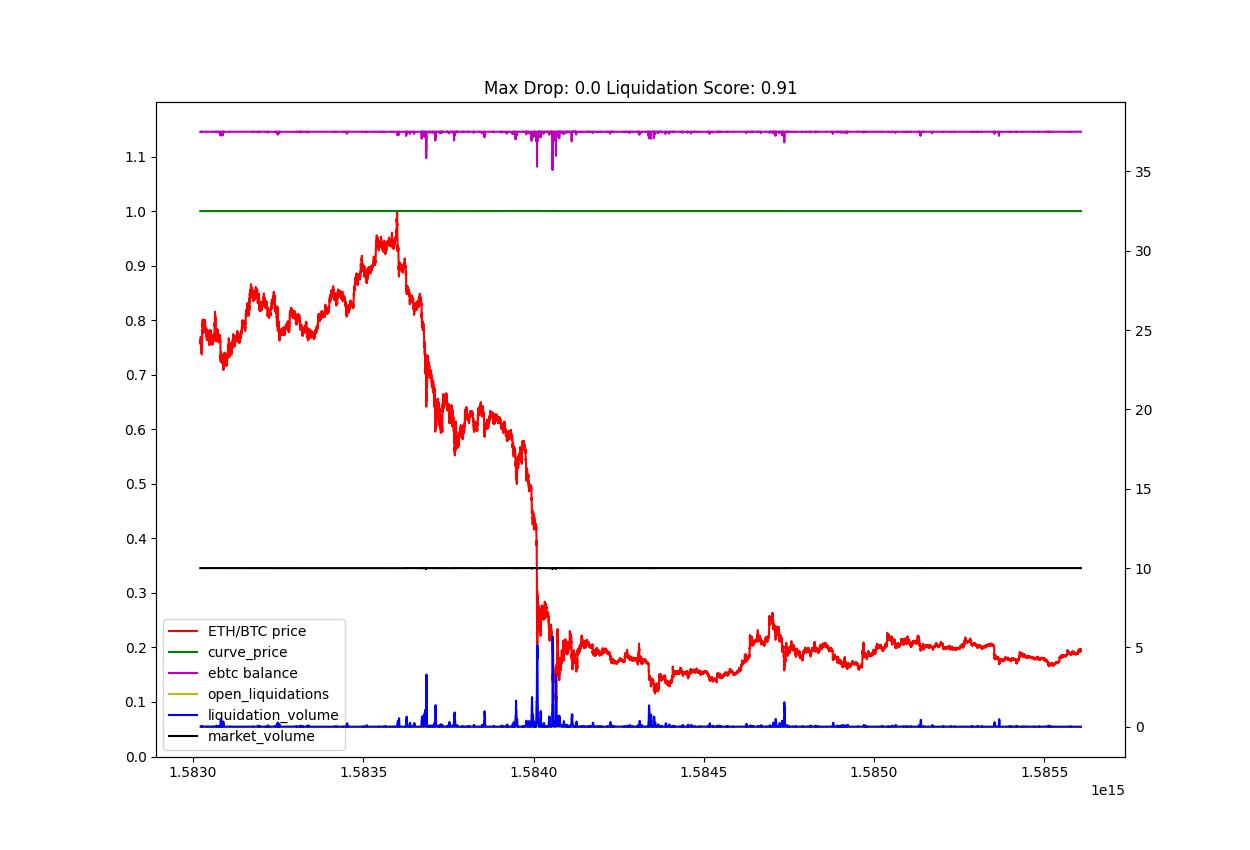 Max Drop: 0.0 Liquidation Score: 0.91
1.1
1.0
0.9
0.8
0.7
0.6
0.5
0.4
0.3
0.2
0.1
0.0
35
30
25
20
15
10
5
0
ETH/BTC price
curve_price
ebtc balance
open_liquidations
liquidation_volume
market_volume
1.5830 1.5835 1.5840 1.5845 1.5850 1.5855
1e15